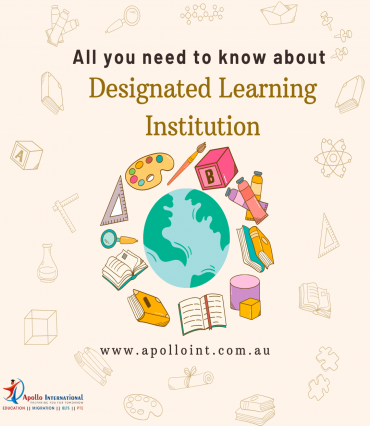 All you need to know about
Designated Learning
Institution
B
A
www.apolloint.com.au
Apollo International
EDUCATION || MIGRATION || IELTS || PTE